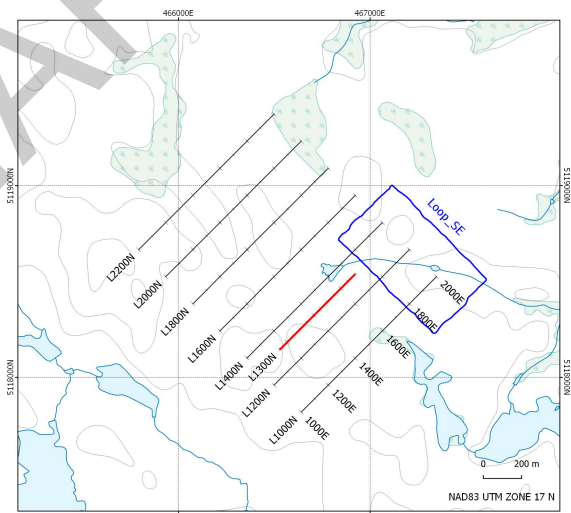 466000E
467000E
5119000N
5119000N
Loop_SE
L2200N
L2000N
L1800N
L1600N
L1400N
L1300N
L1200N
L1000N
2000E
1800E
1600E
1400E
1200E
1000E
5118000N
5118000N
0 200 m
NAD83 UTM ZONE 17 N